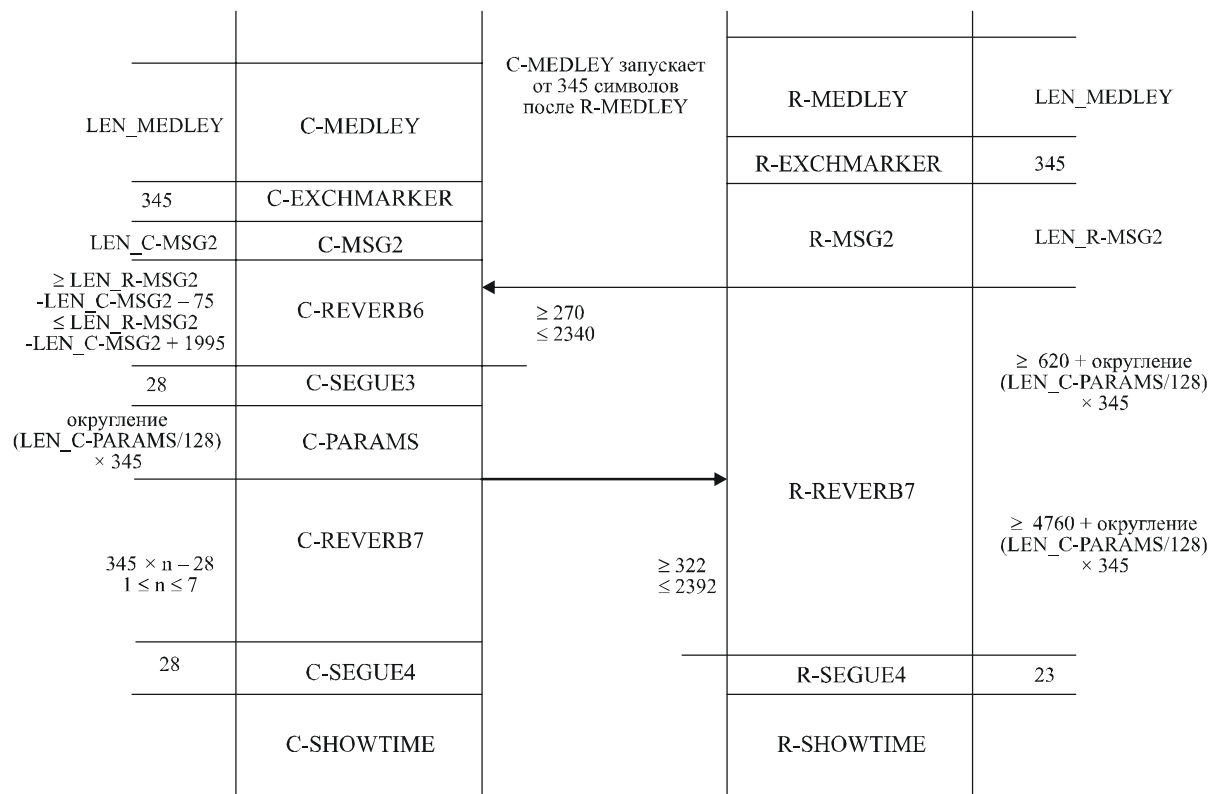 C-MEDLEY запускает
от 345 символов
после R-MEDLEY
R-MEDLEY
LEN_MEDLEY
LEN_MEDLEY
C-MEDLEY
R-EXCHMARKER
345
345
C-EXCHMARKER
LEN_C-MSG2
C-MSG2
R-MSG2
LEN_R-MSG2
≥ LEN_R-MSG2
-LEN_C-MSG2 – 75
≤ LEN_R-MSG2
-LEN_C-MSG2 + 1995
C-REVERB6
≥ 270
≤ 2340
28
C-SEGUE3
≥ 620 + округление
(LEN_C-PARAMS/128)
× 345
округление
(LEN_C-PARAMS/128)
× 345
C-PARAMS
R-REVERB7
C-REVERB7
345 × n – 28
1 ≤ n ≤ 7
≥ 322
≤ 2392
≥ 4760 + округление
(LEN_C-PARAMS/128)
× 345
28
C-SEGUE4
R-SEGUE4
23
C-SHOWTIME
R-SHOWTIME